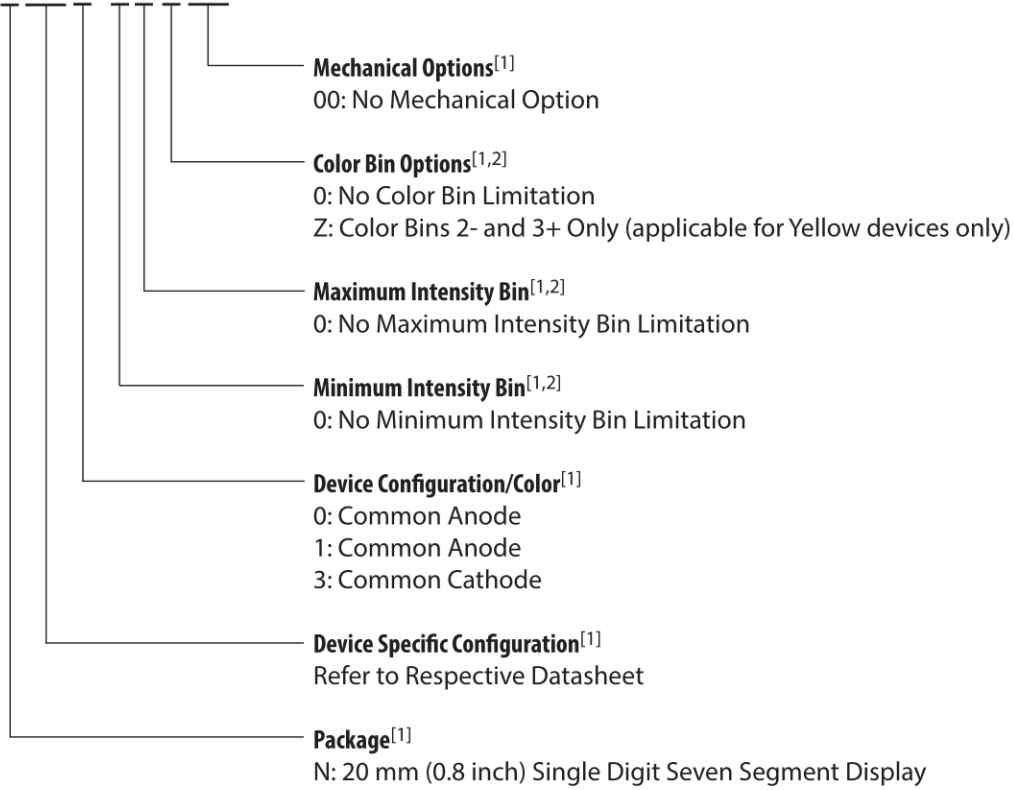 Mechanical Options[1]
00: No Mechanical Option
Color Bin Options[1,2]
0: No Color Bin Limitation
Z: Color Bins 2- and 3+ Only (applicable for Yellow devices only)
Maximum Intensity Bin[1,2]
0: No Maximum Intensity Bin Limitation
Minimum Intensity Bin[1,2]
0: No Minimum Intensity Bin Limitation
Device Configuration/Color[1]
0: Common Anode
1: Common Anode
3: Common Cathode
Device Specific Configuration[1]
Refer to Respective Datasheet
Package[1]
N: 20 mm (0.8 inch) Single Digit Seven Segment Display